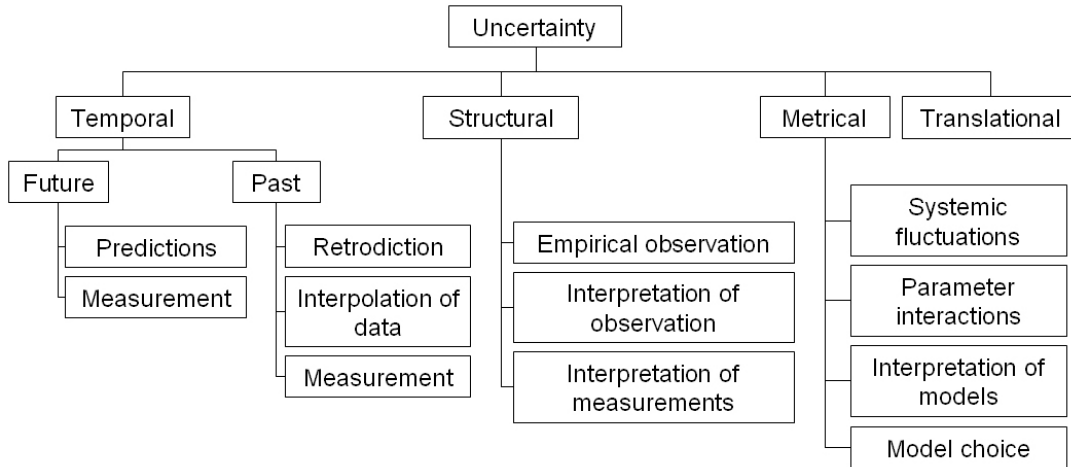 Uncertainty
Temporal
Structural
Metrical
Translational
Future
Past
Predictions
Measurement
Retrodiction
Interpolation of
data
Measurement
Empirical observation
Interpretation of
observation
Interpretation of
measurements
Systemic
fluctuations
Parameter
interactions
Interpretation of
models
Model choice